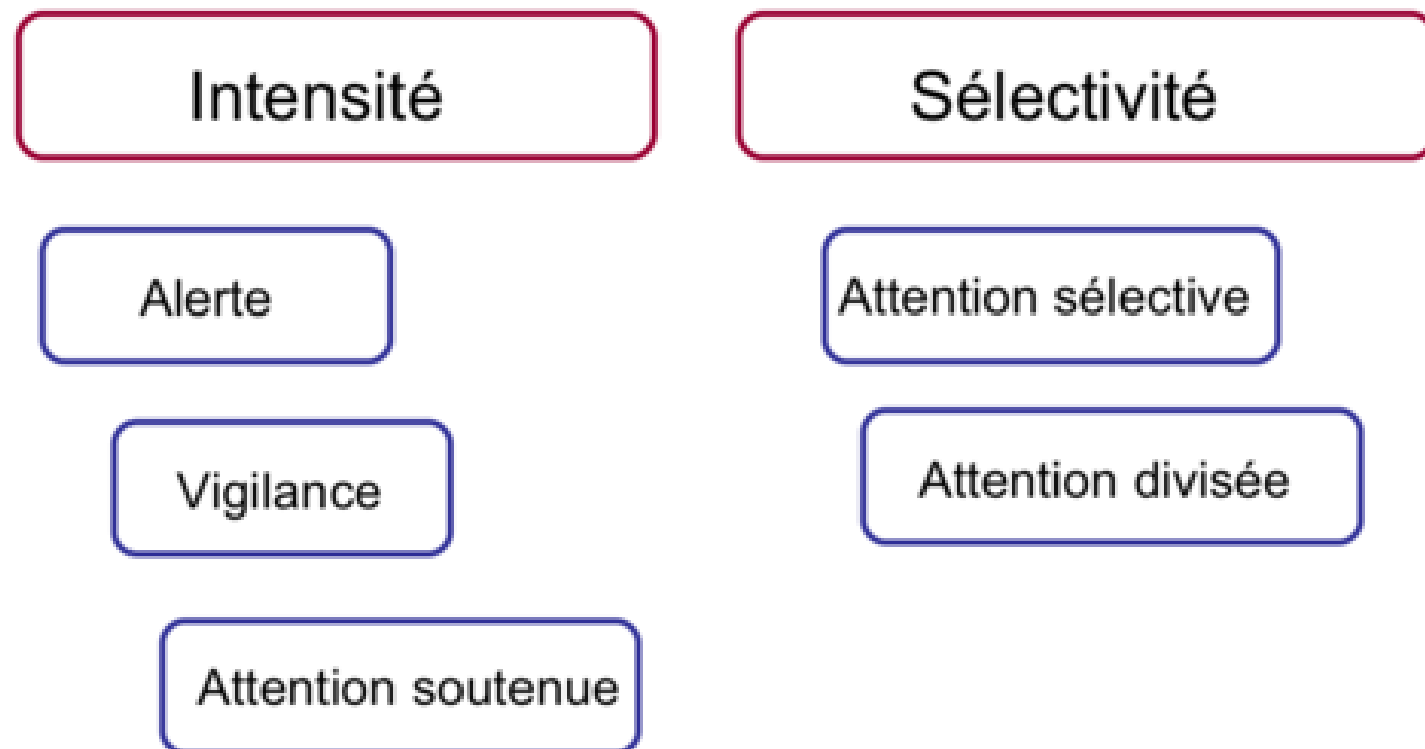 Intensité
Sélectivité
Alerte
Attention sélective
Vigilance
Attention divisée
Attention soutenue